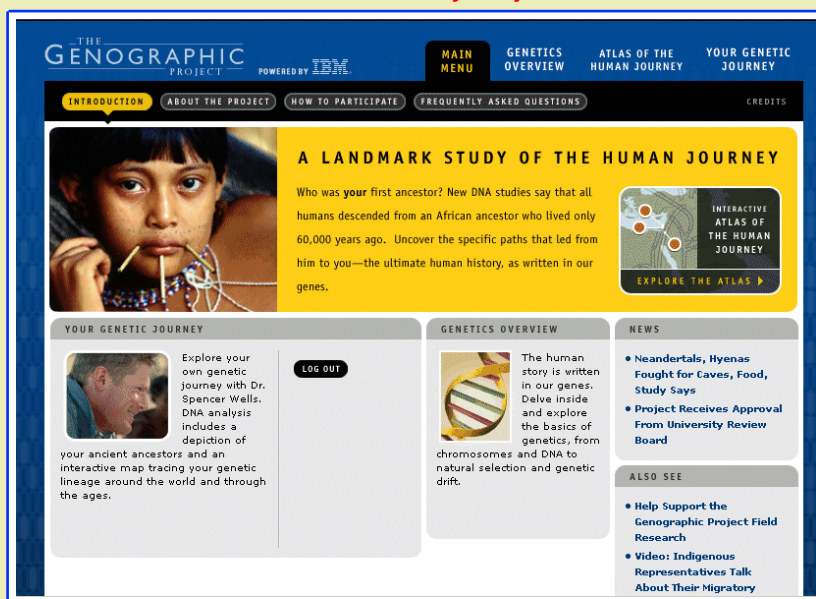 THE
GENOGRAPHIC
PROJECT
POWERED BY IBM.
MAIN
MENU
GENETICS
OVERVIEW
ATLAS OF THE
HUMAN JOURNEY
YOUR GENETIC
JOURNEY
INTRODUCTION
ABOUT THE PROJECT
HOW TO PARTICIPATE
FREQUENTLY ASKED QUESTIONS
CREDITS
A LANDMARK STUDY OF THE HUMAN JOURNEY
Who was your first ancestor? New DNA studies say that all
humans descended from an African ancestor who lived only
60,000 years ago. Uncover the specific paths that led from
him to you—the ultimate human history, as written in our
genes.
INTERACTIVE
ATLAS OF
THE HUMAN
JOURNEY
EXPLORE THE ATLAS
YOUR GENETIC JOURNEY
Explore your
own genetic
journey with Dr.
Spencer Wells.
DNA analysis
includes a
depiction of
your ancient ancestors and an
interactive map tracing your genetic
lineage around the world and through
the ages.
LOG OUT
GENETICS OVERVIEW
The human
story is written
in our genes.
Delve inside
and explore
the basics of
genetics, from
chromosomes and DNA to
natural selection and genetic
drift.
NEWS
• Neandertals, Hyenas
Fought for Caves, Food,
Study Says
• Project Receives Approval
From University Review
Board
ALSO SEE
• Help Support the
Genographic Project Field
Research
• Video: Indigenous
Representatives Talk
About Their Migratory